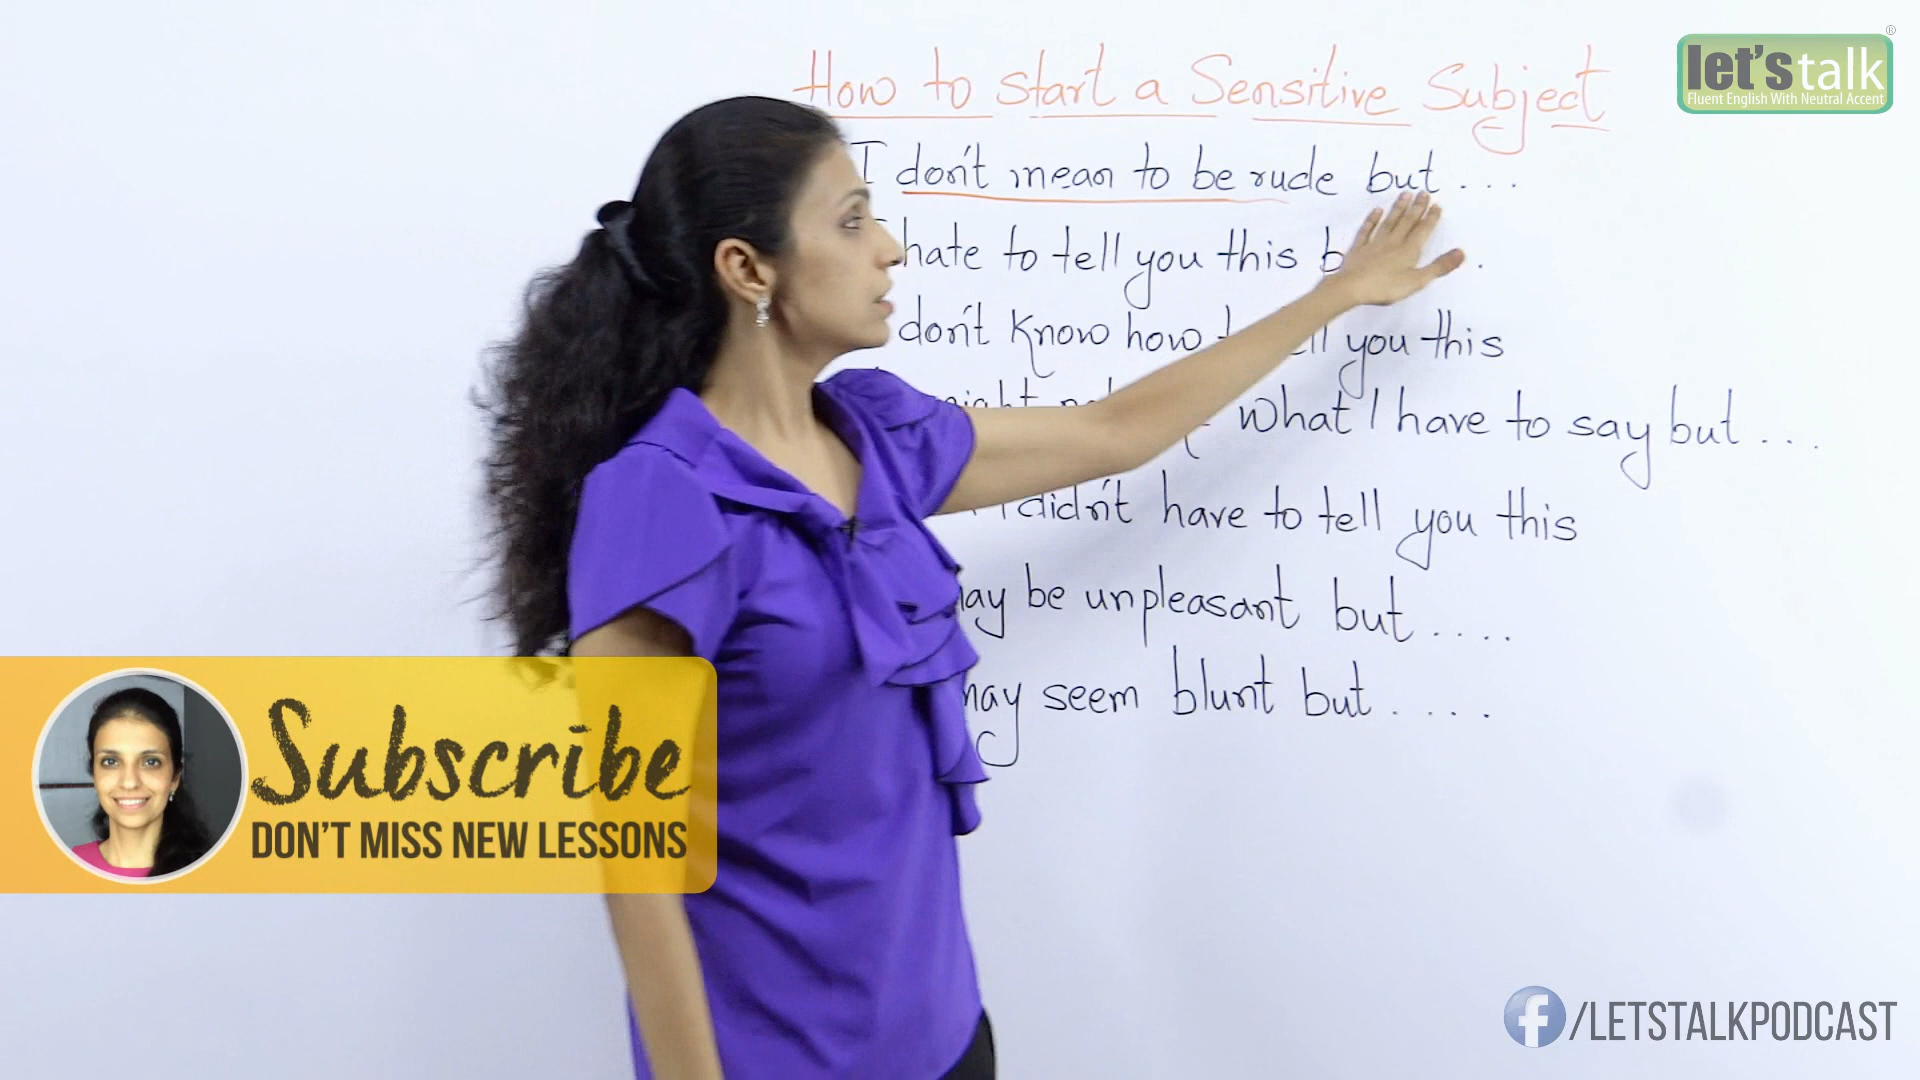 How to start a Sensitive Subject
I don't mean to be rude but ...
hate to tell you this
don't know how you this
what I have to say but ...
I didn't have to tell you this
be unpleasant but ....
seem blunt but ....
let's talk
®
Fluent English With Neutral Accent
Subscribe
DON'T MISS NEW LESSONS
/LETSTALKPODCAST